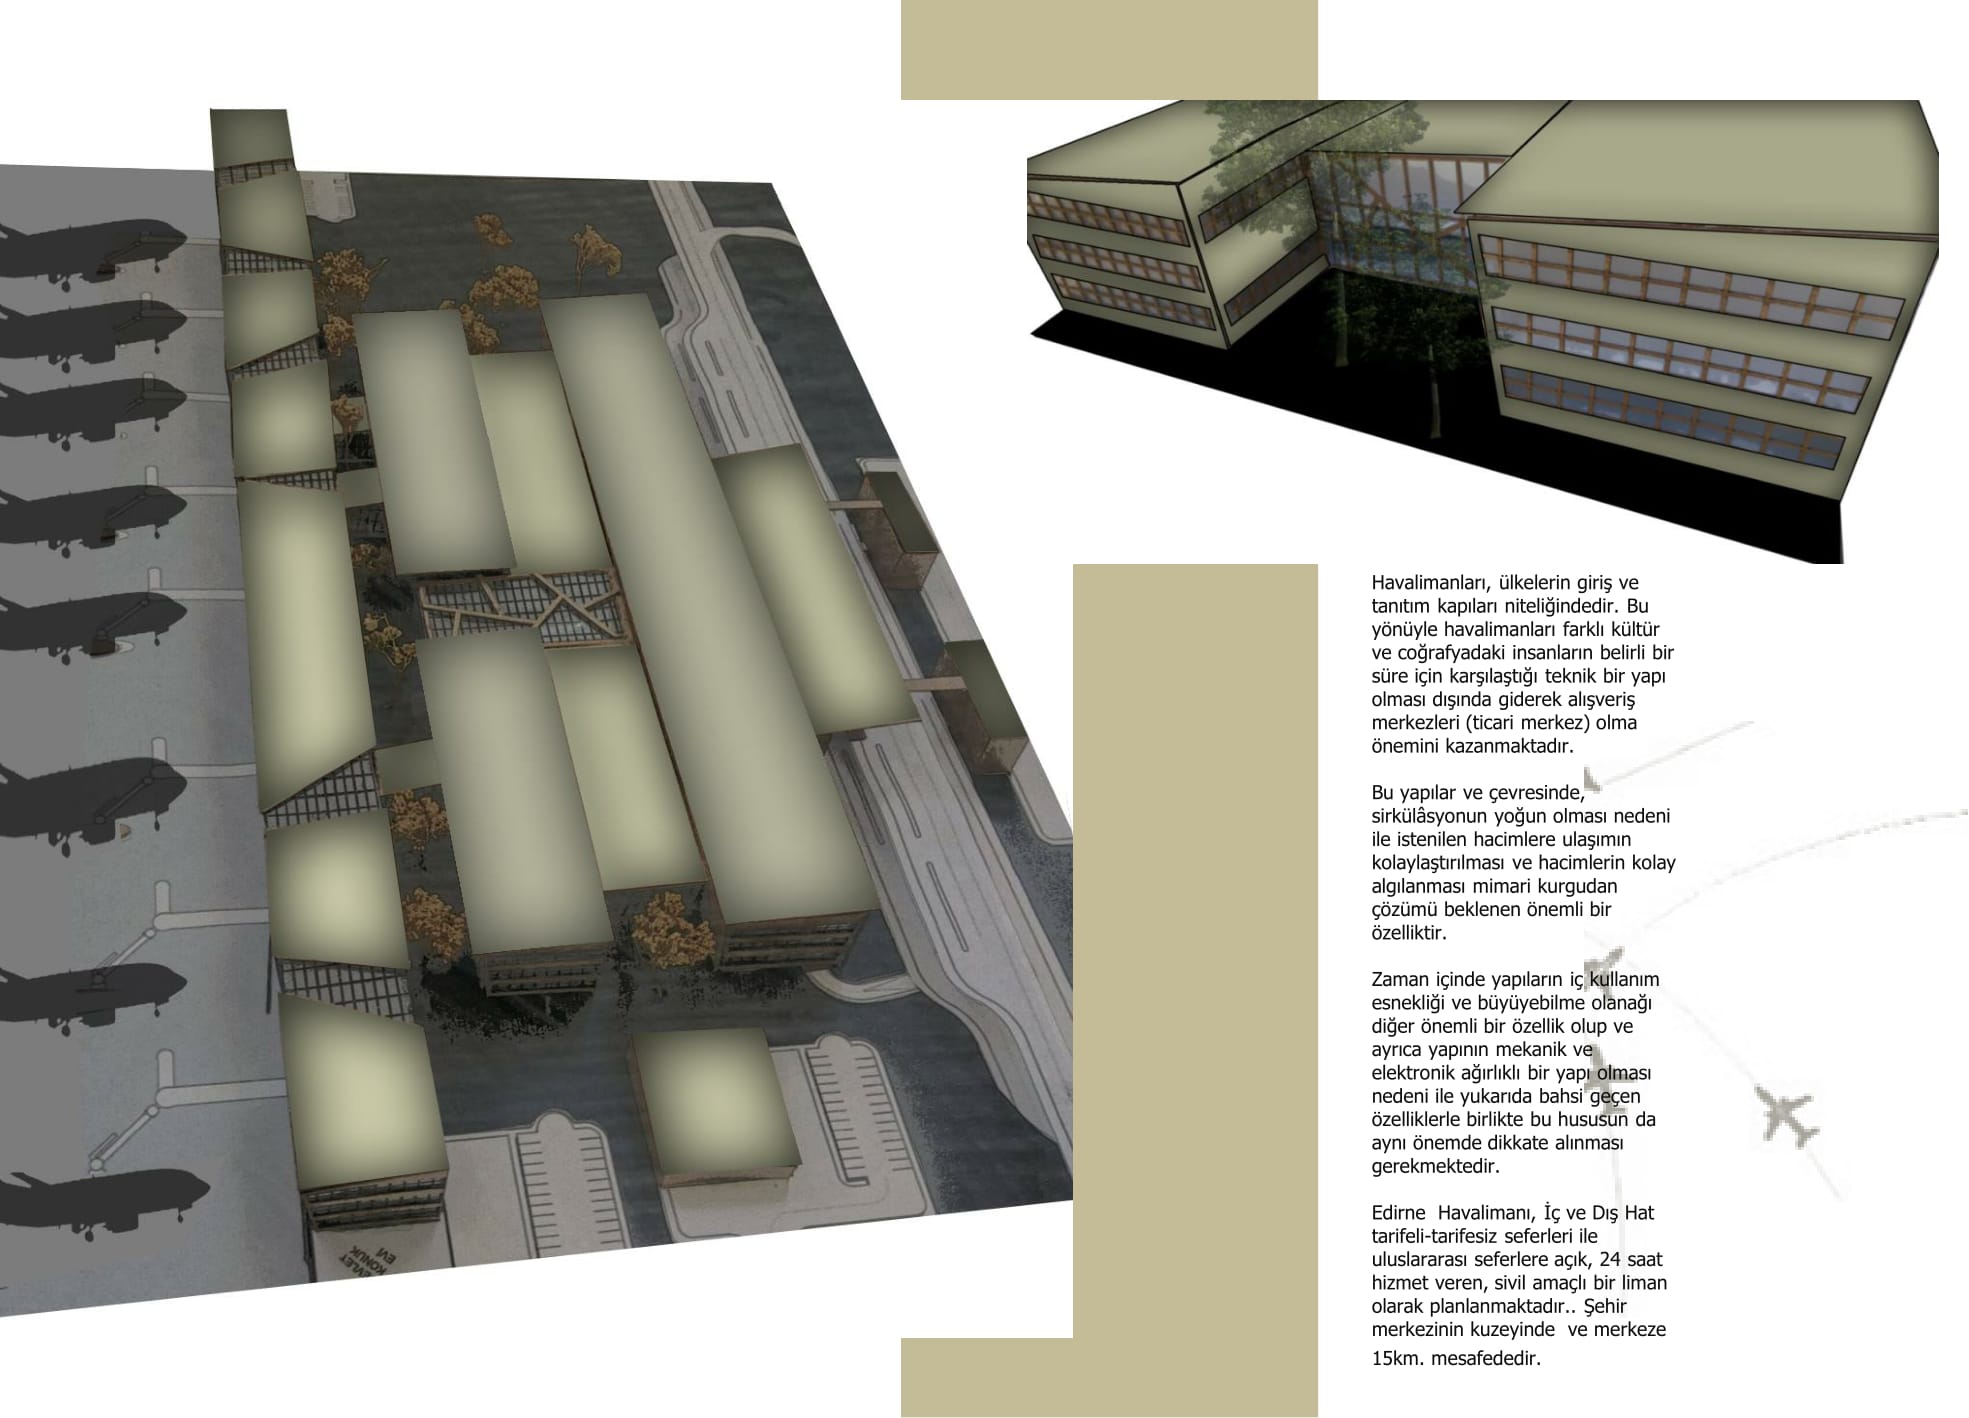 Havalimanları, ülkelerin giriş ve
tanıtım kapıları niteliğindedir. Bu
yönüyle havalimanları farklı kültür
ve coğrafyadaki insanların belirli bir
süre için karşılaştığı teknik bir yapı
olması dışında giderek alışveriş
merkezleri (ticari merkez) olma
önemini kazanmaktadır.
Bu yapılar ve çevresinde,
sirkülâsyonun yoğun olması nedeni
ile istenilen hacimlere ulaşımın
kolaylaştırılması ve hacimlerin kolay
algılanması mimari kurgudan
çözümü beklenen önemli bir
özelliktir.
Zaman içinde yapıların iç kullanım
esnekliği ve büyüyebilme olanağı
diğer önemli bir özellik olup ve
ayrıca yapının mekanik ve
elektronik ağırlıklı bir yapı olması
nedeni ile yukarıda bahsi geçen
özelliklerle birlikte bu hususun da
aynı önemde dikkate alınması
gerekmektedir.
Edirne  Havalimanı, İç ve Dış Hat
tarifeli-tarifesiz seferleri ile
uluslararası seferlere açık, 24 saat
hizmet veren, sivil amaçlı bir liman
olarak planlanmaktadır.. Şehir
merkezinin kuzeyinde  ve merkeze
15km. mesafededir.
EVLET
KONUK
EVİ